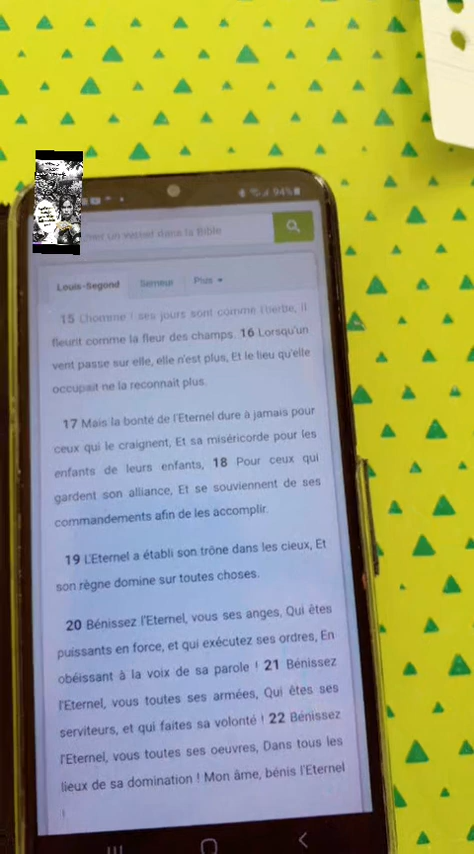 94%
un verset dans la Bible
Louis-Segond Semeur Plus
15 L'homme ! ses jours sont comme l'herbe, Il
fleurit comme la fleur des champs. 16 Lorsqu'un
vent passe sur elle, elle n'est plus, Et le lieu qu'elle
occupait ne la reconnaît plus.
17 Mais la bonté de l'Eternel dure à jamais pour
ceux qui le craignent, Et sa miséricorde pour les
enfants de leurs enfants, 18 Pour ceux qui
gardent son alliance, Et se souviennent de ses
commandements afin de les accomplir.
19 L'Eternel a établi son trône dans les cieux, Et
son règne domine sur toutes choses.
20 Bénissez l'Eternel, vous ses anges, Qui êtes
puissants en force, et qui exécutez ses ordres, En
obéissant à la voix de sa parole ! 21 Bénissez
l'Eternel, vous toutes ses armées, Qui êtes ses
serviteurs, et qui faites sa volonté ! 22 Bénissez
l'Eternel, vous toutes ses oeuvres, Dans tous les
lieux de sa domination ! Mon âme, bénis l'Eternel
!